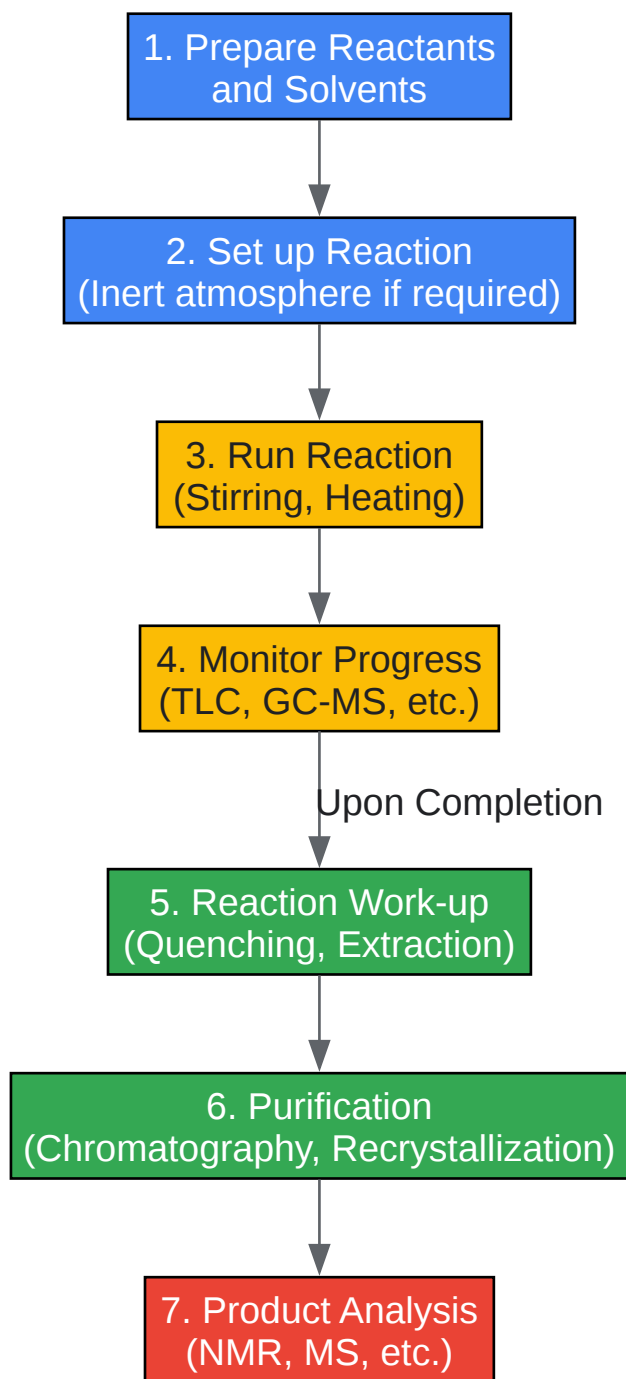 1. Prepare Reactants
and Solvents
2. Set up Reaction
(Inert atmosphere if required)
3. Run Reaction
(Stirring, Heating)
4. Monitor Progress
(TLC, GC-MS, etc.)
Upon Completion
5. Reaction Work-up
(Quenching, Extraction)
6. Purification
(Chromatography, Recrystallization)
7. Product Analysis
(NMR, MS, etc.)